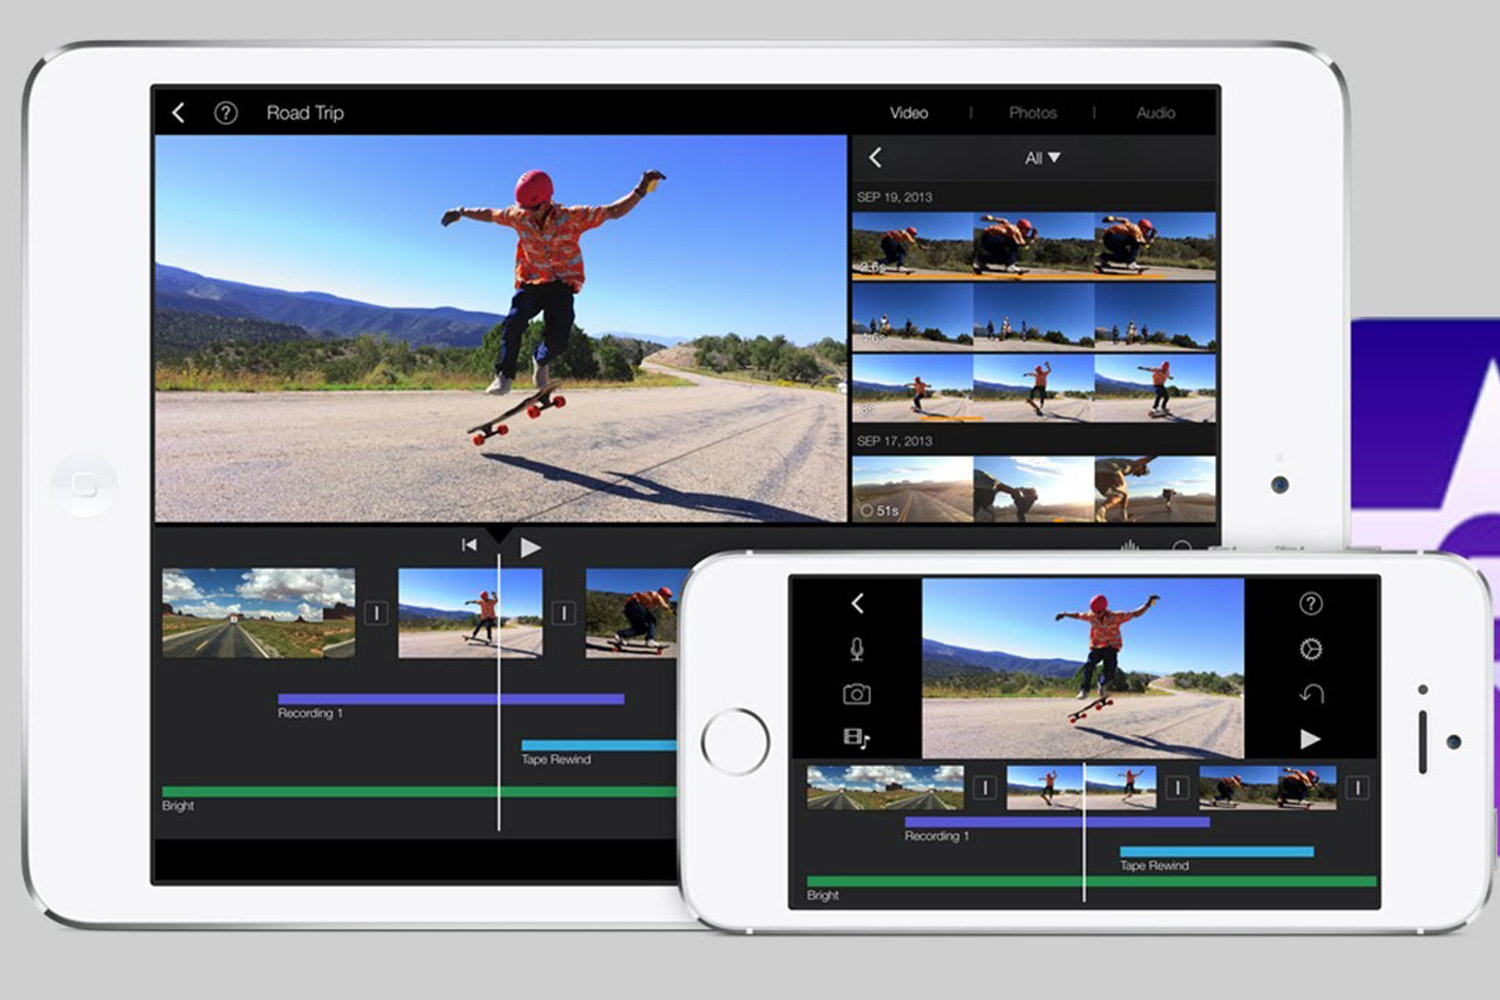 Road Trip
Video | Photos | Audio
All
SEP 19, 2013
2.6s
SEP 17, 2013
51s
Recording 1
Tape Rewind
Bright
Recording 1
Tape Rewind
Bright